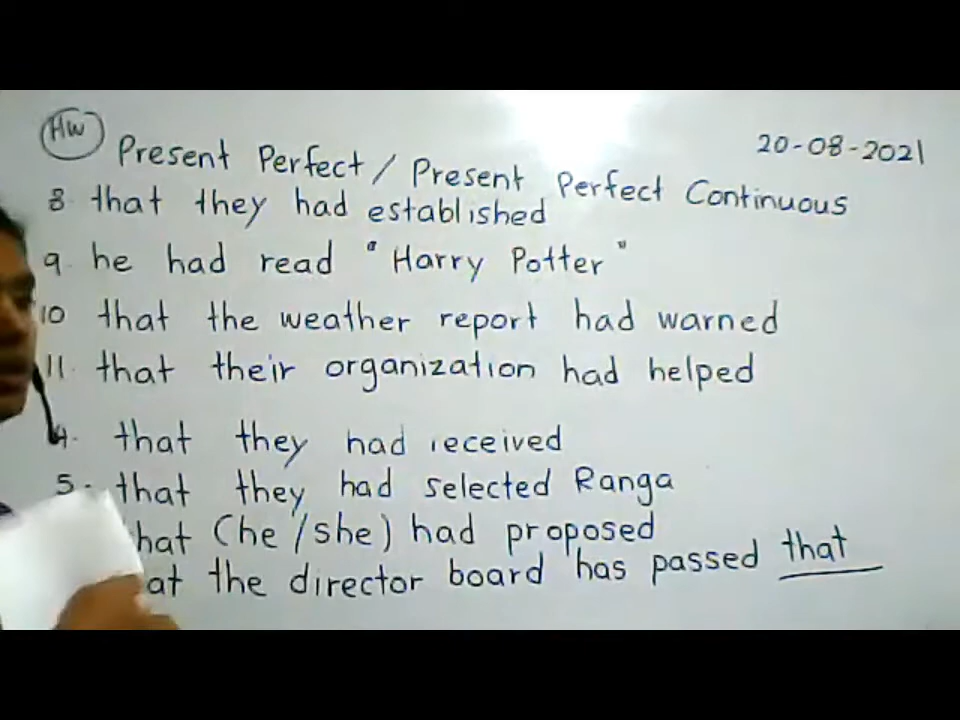 HW
20-08-2021
Present Perfect / Present Perfect Continuous
8. that they had established
9. he had read "Harry Potter"
10 that the weather report had warned
11. that their organization had helped
4. that they had received
5. that they had selected Ranga
hat (he/she) had proposed
at the director board has passed that